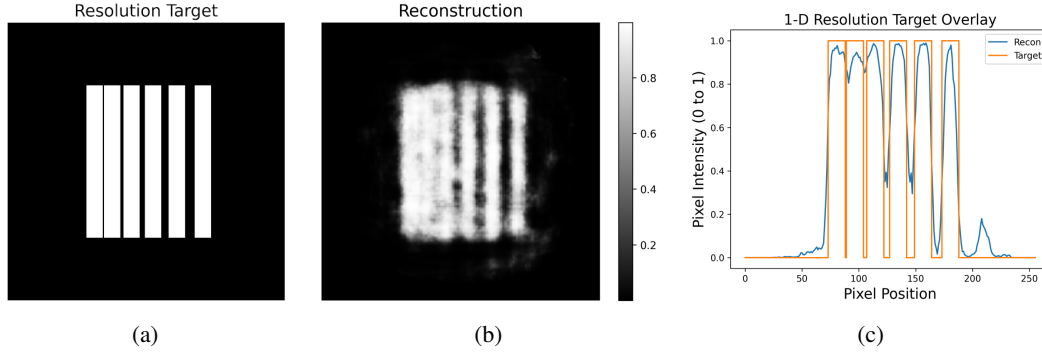 Resolution Target
Reconstruction
0.8
0.6
0.4
0.2
1-D Resolution Target Overlay
Pixel Intensity (0 to 1)
1.0
0.8
0.6
0.4
0.2
0.0
Recon
Target
0 50 100 150 200 250
Pixel Position
(a) (b) (c)